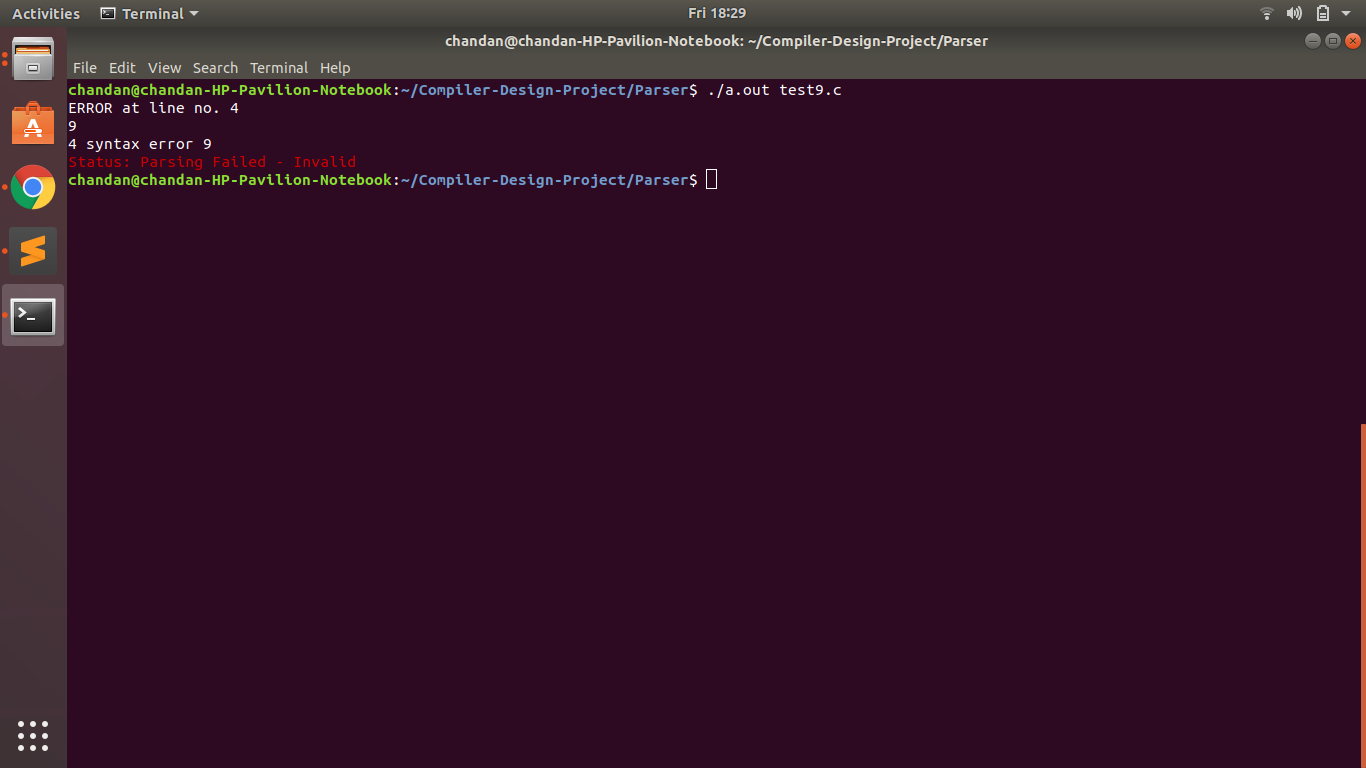 Activities Terminal Fri 18:29
chandan@chandan-HP-Pavilion-Notebook: ~/Compiler-Design-Project/Parser
File Edit View Search Terminal Help
chandan@chandan-HP-Pavilion-Notebook:~/Compiler-Design-Project/Parser$ ./a.out test9.c
ERROR at line no. 4
9
4 syntax error 9
Status: Parsing Failed - Invalid
chandan@chandan-HP-Pavilion-Notebook:~/Compiler-Design-Project/Parser$